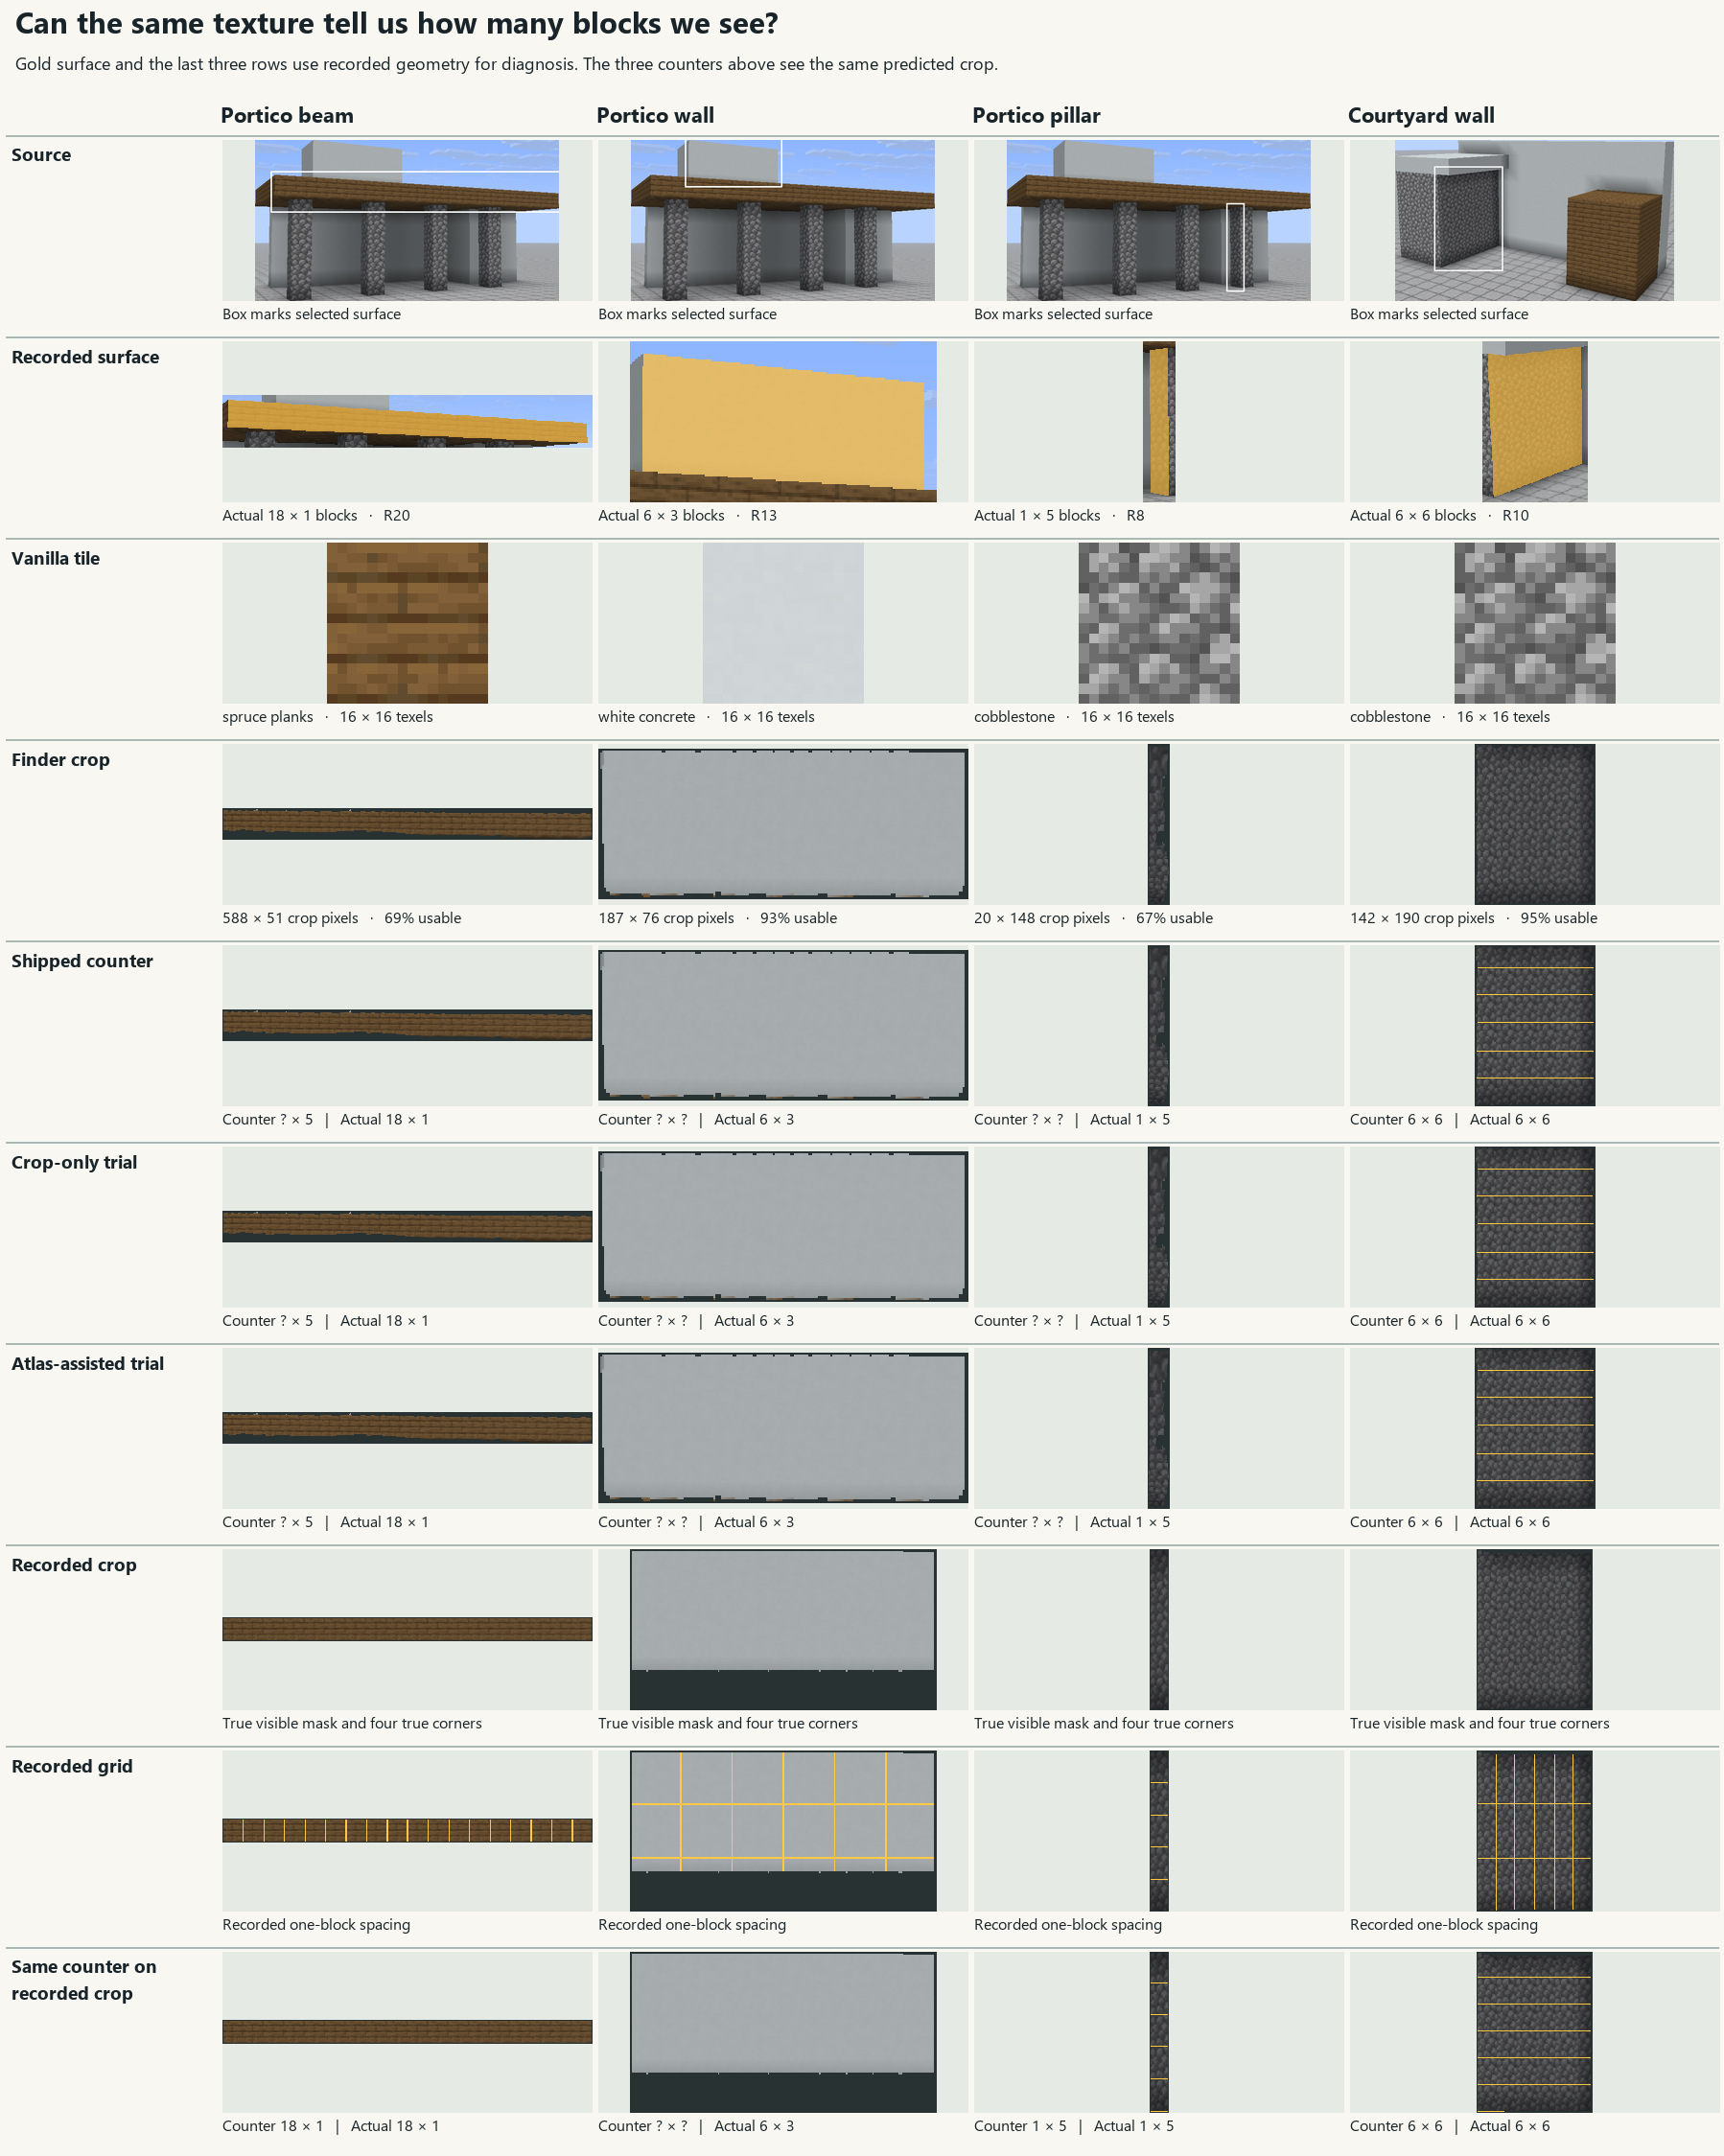 Can the same texture tell us how many blocks we see?
Gold surface and the last three rows use recorded geometry for diagnosis. The three counters above see the same predicted crop.
Portico beam Portico wall Portico pillar Courtyard wall
Source
Box marks selected surface Box marks selected surface Box marks selected surface Box marks selected surface
Recorded surface
Actual 18 × 1 blocks · R20 Actual 6 × 3 blocks · R13 Actual 1 × 5 blocks · R8 Actual 6 × 6 blocks · R10
Vanilla tile
spruce planks · 16 × 16 texels white concrete · 16 × 16 texels cobblestone · 16 × 16 texels cobblestone · 16 × 16 texels
Finder crop
588 × 51 crop pixels · 69% usable 187 × 76 crop pixels · 93% usable 20 × 148 crop pixels · 67% usable 142 × 190 crop pixels · 95% usable
Shipped counter
Counter ? × 5 | Actual 18 × 1 Counter ? × ? | Actual 6 × 3 Counter ? × ? | Actual 1 × 5 Counter 6 × 6 | Actual 6 × 6
Crop-only trial
Counter ? × 5 | Actual 18 × 1 Counter ? × ? | Actual 6 × 3 Counter ? × ? | Actual 1 × 5 Counter 6 × 6 | Actual 6 × 6
Atlas-assisted trial
Counter ? × 5 | Actual 18 × 1 Counter ? × ? | Actual 6 × 3 Counter ? × ? | Actual 1 × 5 Counter 6 × 6 | Actual 6 × 6
Recorded crop
True visible mask and four true corners True visible mask and four true corners True visible mask and four true corners True visible mask and four true corners
Recorded grid
Recorded one-block spacing Recorded one-block spacing Recorded one-block spacing Recorded one-block spacing
Same counter on
recorded crop
Counter 18 × 1 | Actual 18 × 1 Counter ? × ? | Actual 6 × 3 Counter 1 × 5 | Actual 1 × 5 Counter 6 × 6 | Actual 6 × 6